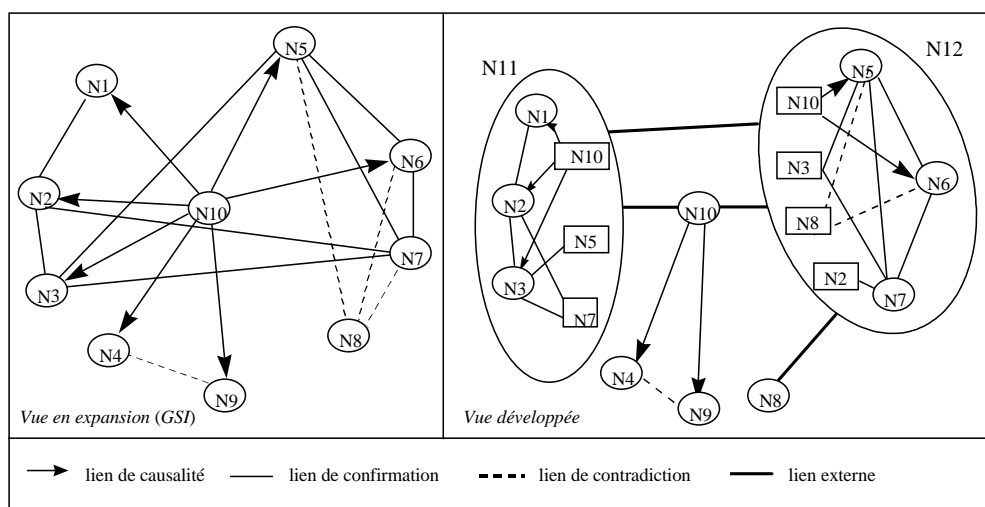 N5
N1
N6
N2
N10
N7
N3
N8
N4
N9
Vue en expansion (GSI)
N11
N12
N5
N10
N1
N10
N3
N6
N2
N10
N8
N5
N2
N3
N7
N7
N4
N8
N9
Vue développée
lien de causalité
lien de confirmation
lien de contradiction
lien externe